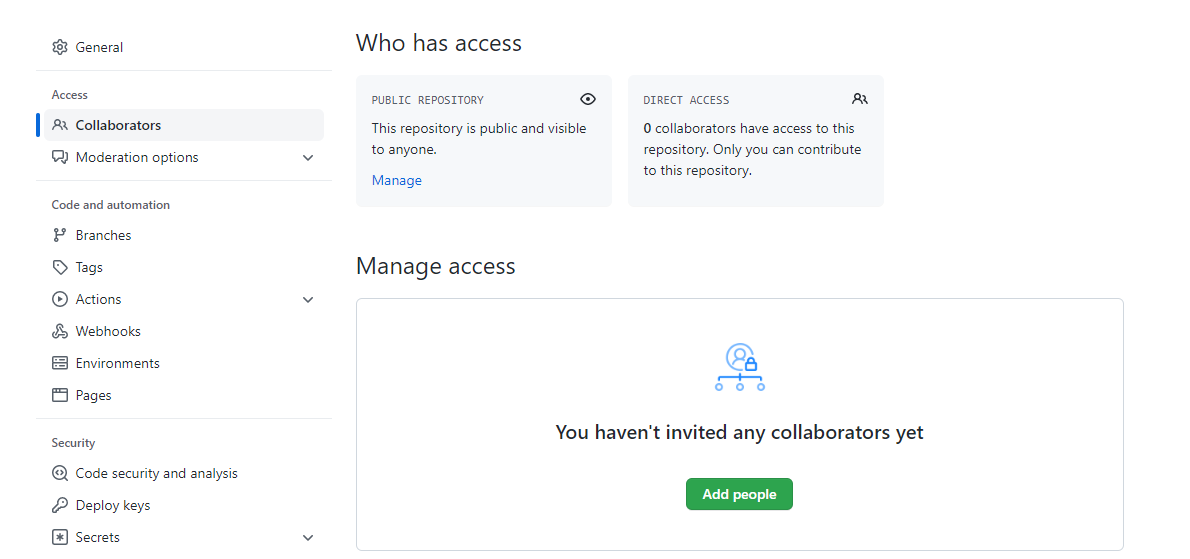 General
Access
Collaborators
Moderation options
Code and automation
Branches
Tags
Actions
Webhooks
Environments
Pages
Security
Code security and analysis
Deploy keys
Secrets
Who has access
PUBLIC REPOSITORY
This repository is public and visible
to anyone.
Manage
DIRECT ACCESS
0 collaborators have access to this
repository. Only you can contribute
to this repository.
Manage access
You haven't invited any collaborators yet
Add people